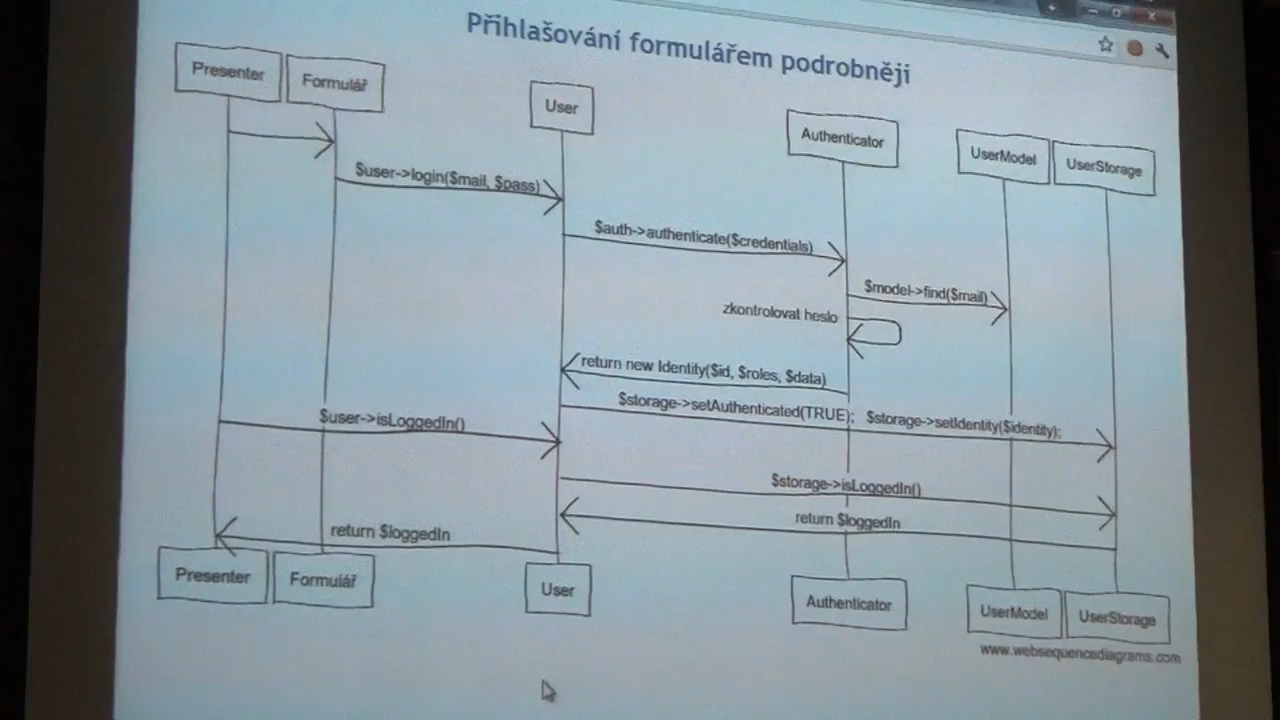 Přihlašování formulářem podrobněji
Presenter
Formulář
User
Authenticator
UserModel
UserStorage
$user->login($mail, $pass)
$auth->authenticate($credentials)
$model->find($mail)
zkontrolovat heslo
return new Identity($id, $roles, $data)
$storage->setAuthenticated(TRUE); $storage->setIdentity($identity);
$user->isLoggedIn()
$storage->isLoggedIn()
return $loggedIn
return $loggedIn
Presenter
Formulář
User
Authenticator
UserModel
UserStorage
www.websequencediagrams.com